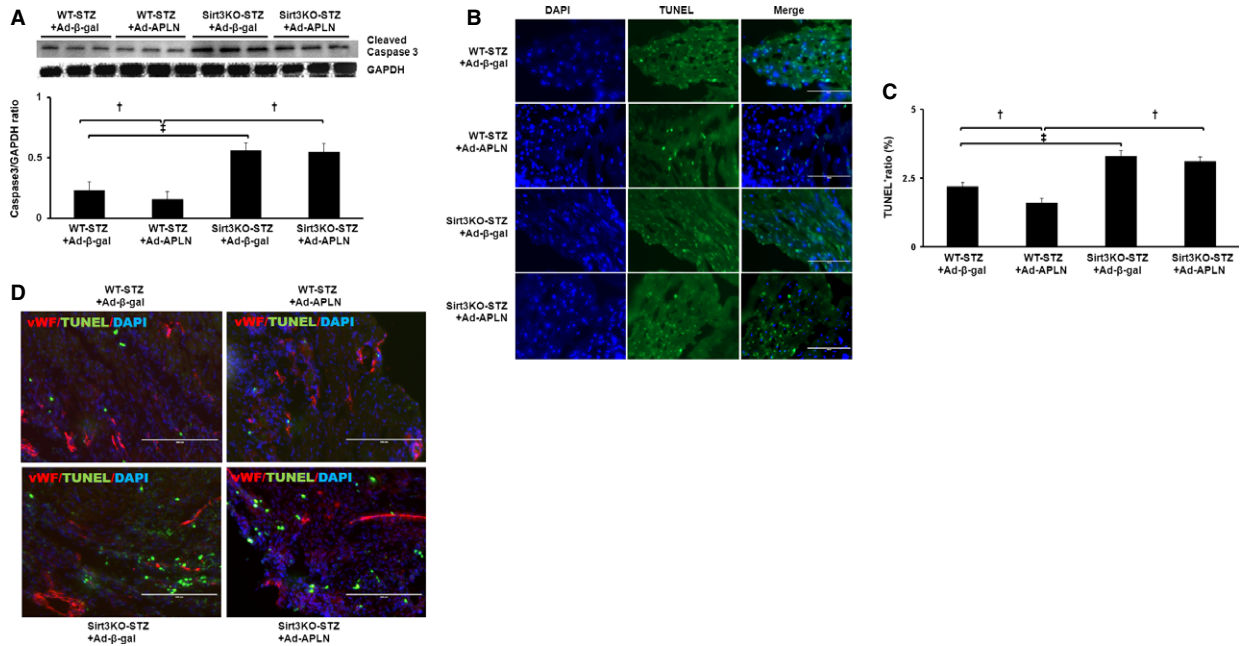 A
WT-STZ
+Ad-β-gal
WT-STZ
+Ad-APLN
Sirt3KO-STZ
+Ad-β-gal
Sirt3KO-STZ
+Ad-APLN
Cleaved
Caspase 3
GAPDH
Caspase3/GAPDH ratio
1
0.5
0
†
†
‡
WT-STZ
+Ad-β-gal
WT-STZ
+Ad-APLN
Sirt3KO-STZ
+Ad-β-gal
Sirt3KO-STZ
+Ad-APLN
B
DAPI
TUNEL
Merge
WT-STZ
+Ad-βgal
WT-STZ
+Ad-APLN
Sirt3KO-STZ
+Ad-β-gal
Sirt3KO-STZ
+Ad-APLN
C
TUNEL⁺ratio (%)
5
2.5
0
†
†
‡
WT-STZ
+Ad-β-gal
WT-STZ
+Ad-APLN
Sirt3KO-STZ
+Ad-β-gal
Sirt3KO-STZ
+Ad-APLN
D
WT-STZ
+Ad-β-gal
WT-STZ
+Ad-APLN
vWF/TUNEL/DAPI
vWF/TUNEL/DAPI
vWF/TUNEL/DAPI
vWF/TUNEL/DAPI
Sirt3KO-STZ
+Ad-β-gal
Sirt3KO-STZ
+Ad-APLN